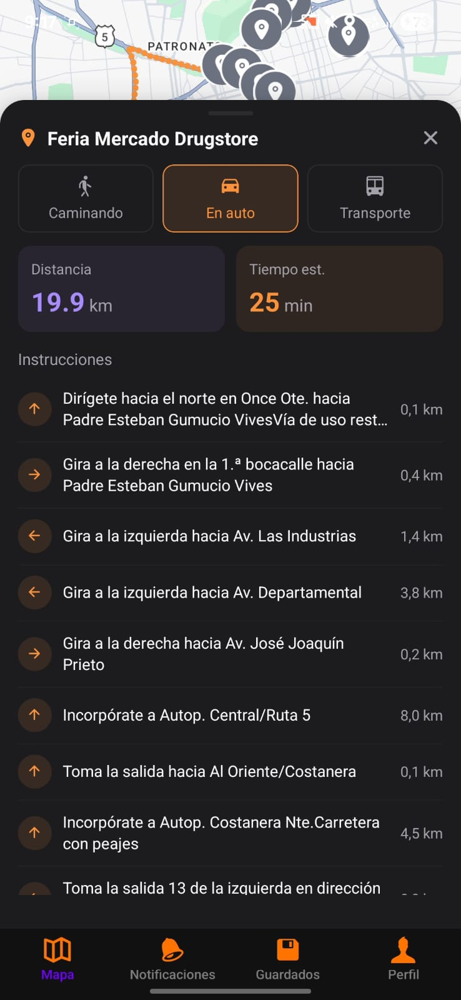 9:17
5
PATRONAT
Feria Mercado Drugstore
Caminando
En auto
Transporte
Distancia
19.9 km
Tiempo est.
25 min
Instrucciones
Dirígete hacia el norte en Once Ote. hacia
Padre Esteban Gumucio VivesVía de uso rest...
0,1 km
Gira a la derecha en la 1.ª bocacalle hacia
Padre Esteban Gumucio Vives
0,4 km
Gira a la izquierda hacia Av. Las Industrias
1,4 km
Gira a la izquierda hacia Av. Departamental
3,8 km
Gira a la derecha hacia Av. José Joaquín
Prieto
0,2 km
Incorpórate a Autop. Central/Ruta 5
8,0 km
Toma la salida hacia Al Oriente/Costanera
0,1 km
Incorpórate a Autop. Costanera Nte.Carretera
con peajes
4,5 km
Toma la salida 13 de la izquierda en dirección
Mapa
Notificaciones
Guardados
Perfil